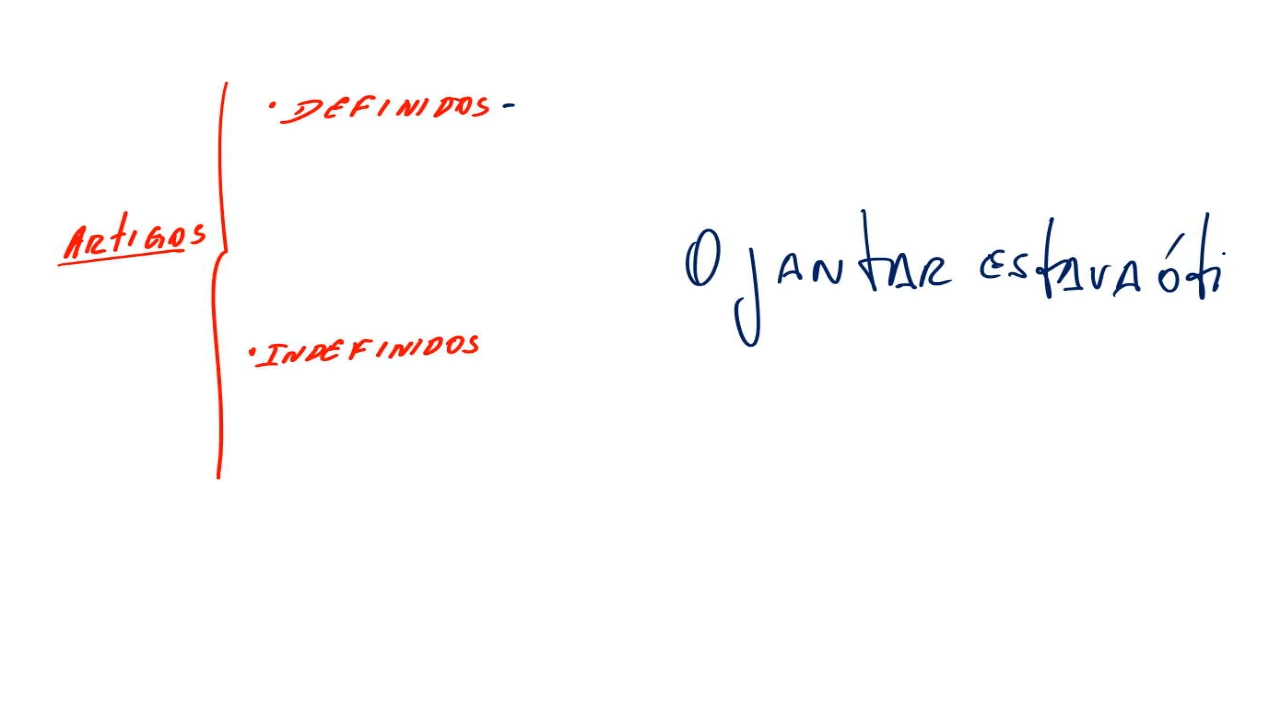 • DEFINIDOS -
ARTIGOS
O JANTAR ESTAVA ÓTI
• INDEFINIDOS